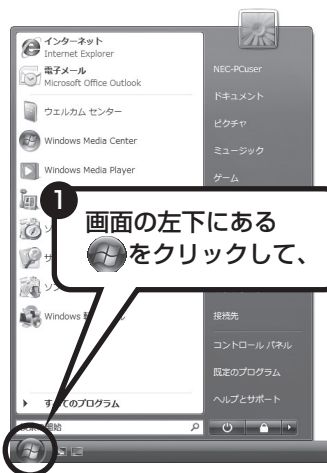 インターネット
Internet Explorer
電子メール
Microsoft Office Outlook
ウェルカム センター
Windows Media Center
Windows Media Player
Windows
すべてのプログラム
NEC-PCuser
ドキュメント
ピクチャ
ミュージック
ゲーム
接続先
コントロール パネル
既定のプログラム
ヘルプとサポート
1
画面の左下にある
をクリックして、